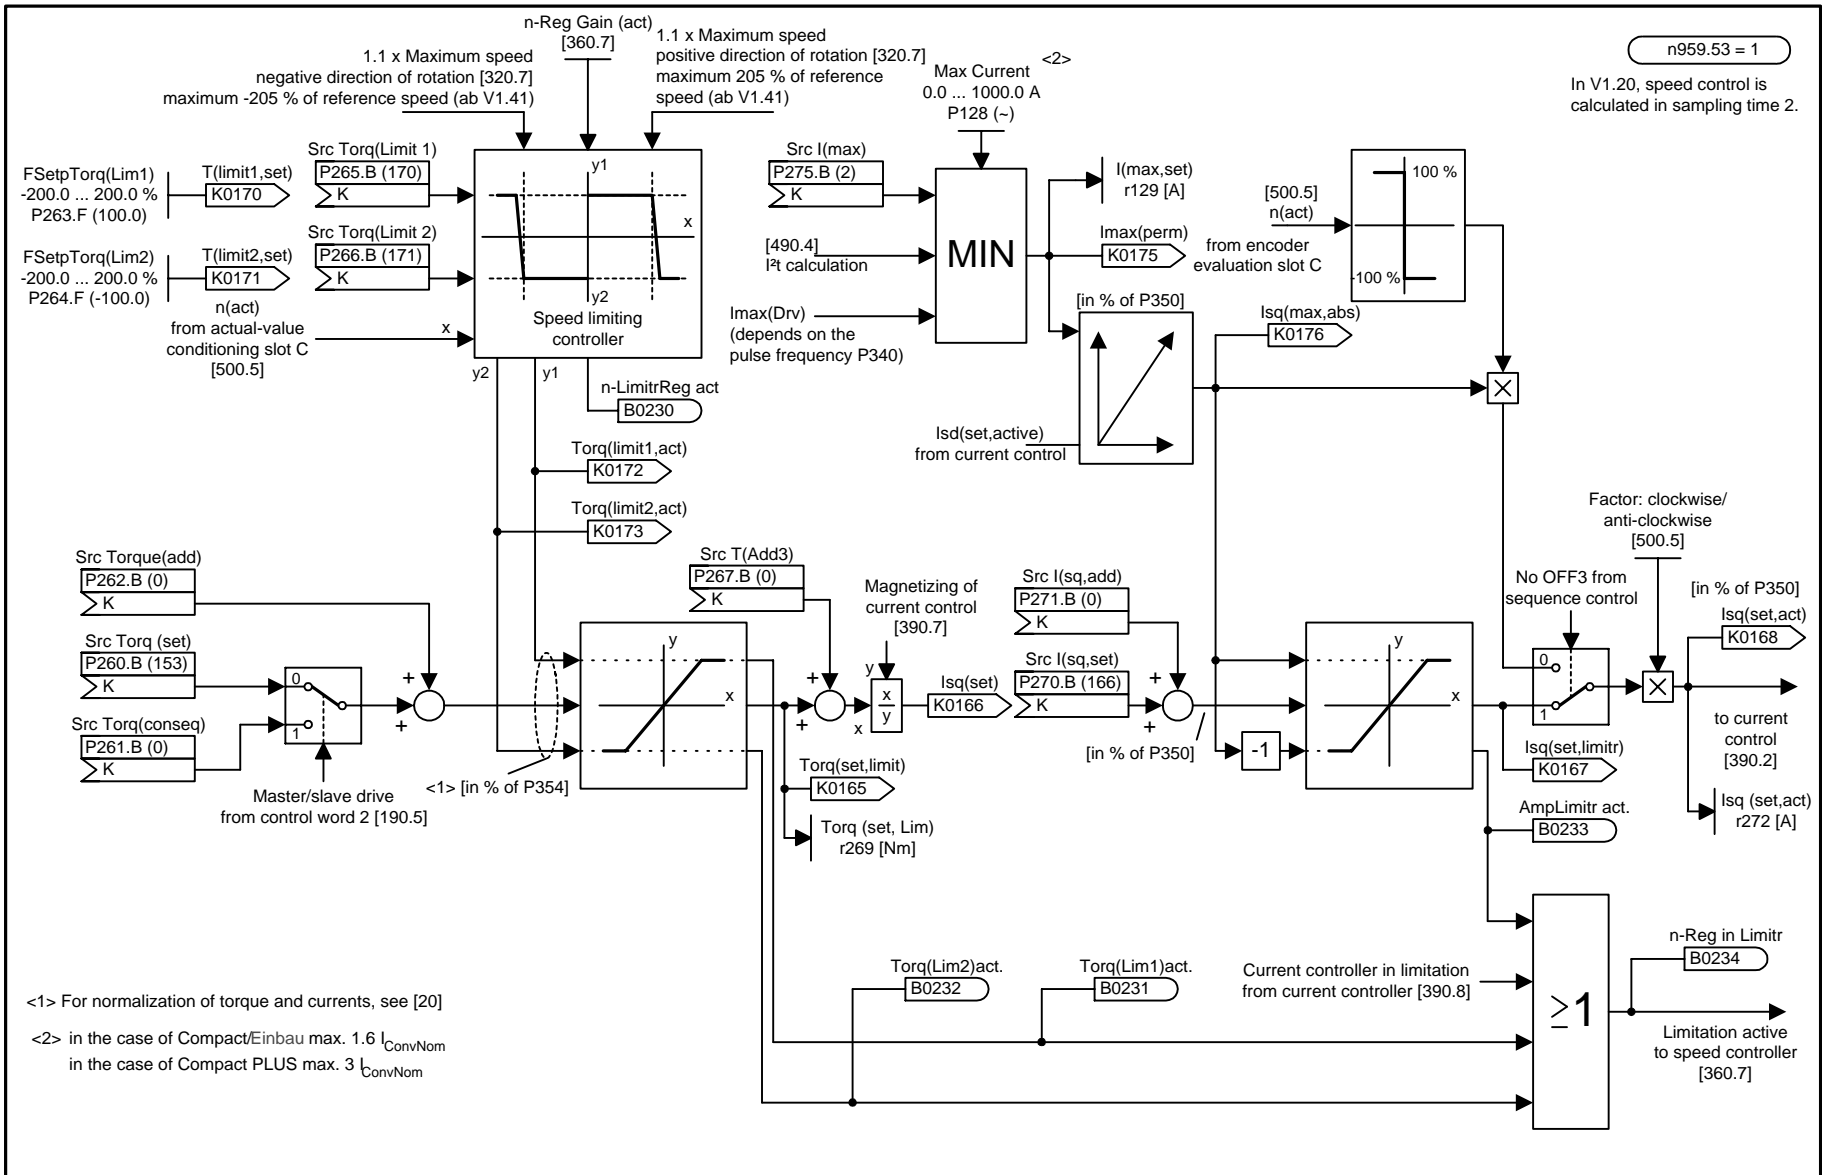 n-Reg Gain (act)
[360.7]
1.1 x Maximum speed
negative direction of rotation [320.7]
maximum -205 % of reference speed (ab V1.41)
1.1 x Maximum speed
positive direction of rotation [320.7]
maximum 205 % of reference
speed (ab V1.41)
<2>
Max Current
0.0 ... 1000.0 A
P128 (~)
n959.53 = 1
In V1.20, speed control is
calculated in sampling time 2.
FSetpTorq(Lim1)
-200.0 ... 200.0 %
P263.F (100.0)
T(limit1,set)
K0170
Src Torq(Limit 1)
P265.B (170)
K
FSetpTorq(Lim2)
-200.0 ... 200.0 %
P264.F (-100.0)
T(limit2,set)
K0171
Src Torq(Limit 2)
P266.B (171)
K
n(act)
from actual-value
conditioning slot C
[500.5]
x
y1
x
y2
Speed limiting
controller
y2
y1
n-LimitrReg act
B0230
Torq(limit1,act)
K0172
Torq(limit2,act)
K0173
Src I(max)
P275.B (2)
K
[490.4]
I²t calculation
Imax(Drv)
(depends on the
pulse frequency P340)
MIN
I(max,set)
r129 [A]
Imax(perm)
K0175
[in % of P350]
Isd(set,active)
from current control
[500.5]
n(act)
from encoder
evaluation slot C
100 %
-100 %
Isq(max,abs)
K0176
Src Torque(add)
P262.B (0)
K
Src Torq (set)
P260.B (153)
K
Src Torq(conseq)
P261.B (0)
K
0
1
Master/slave drive
from control word 2 [190.5]
+
+
<1> [in % of P354]
y
x
Src T(Add3)
P267.B (0)
K
+
+
Magnetizing of
current control
[390.7]
y
x
y
x
Isq(set)
K0166
Torq(set,limit)
K0165
Torq (set, Lim)
r269 [Nm]
Src I(sq,add)
P271.B (0)
K
Src I(sq,set)
P270.B (166)
K
+
+
[in % of P350]
-1
y
x
No OFF3 from
sequence control
0
1
Factor: clockwise/
anti-clockwise
[500.5]
[in % of P350]
Isq(set,act)
K0168
to current
control
[390.2]
Isq(set,limitr)
K0167
Isq (set,act)
r272 [A]
AmpLimitr act.
B0233
Torq(Lim2)act.
B0232
Torq(Lim1)act.
B0231
Current controller in limitation
from current controller [390.8]
≥1
n-Reg in Limitr
B0234
Limitation active
to speed controller
[360.7]
<1> For normalization of torque and currents, see [20]
<2> in the case of Compact/Einbau max. 1.6 IConvNom
in the case of Compact PLUS max. 3 IConvNom